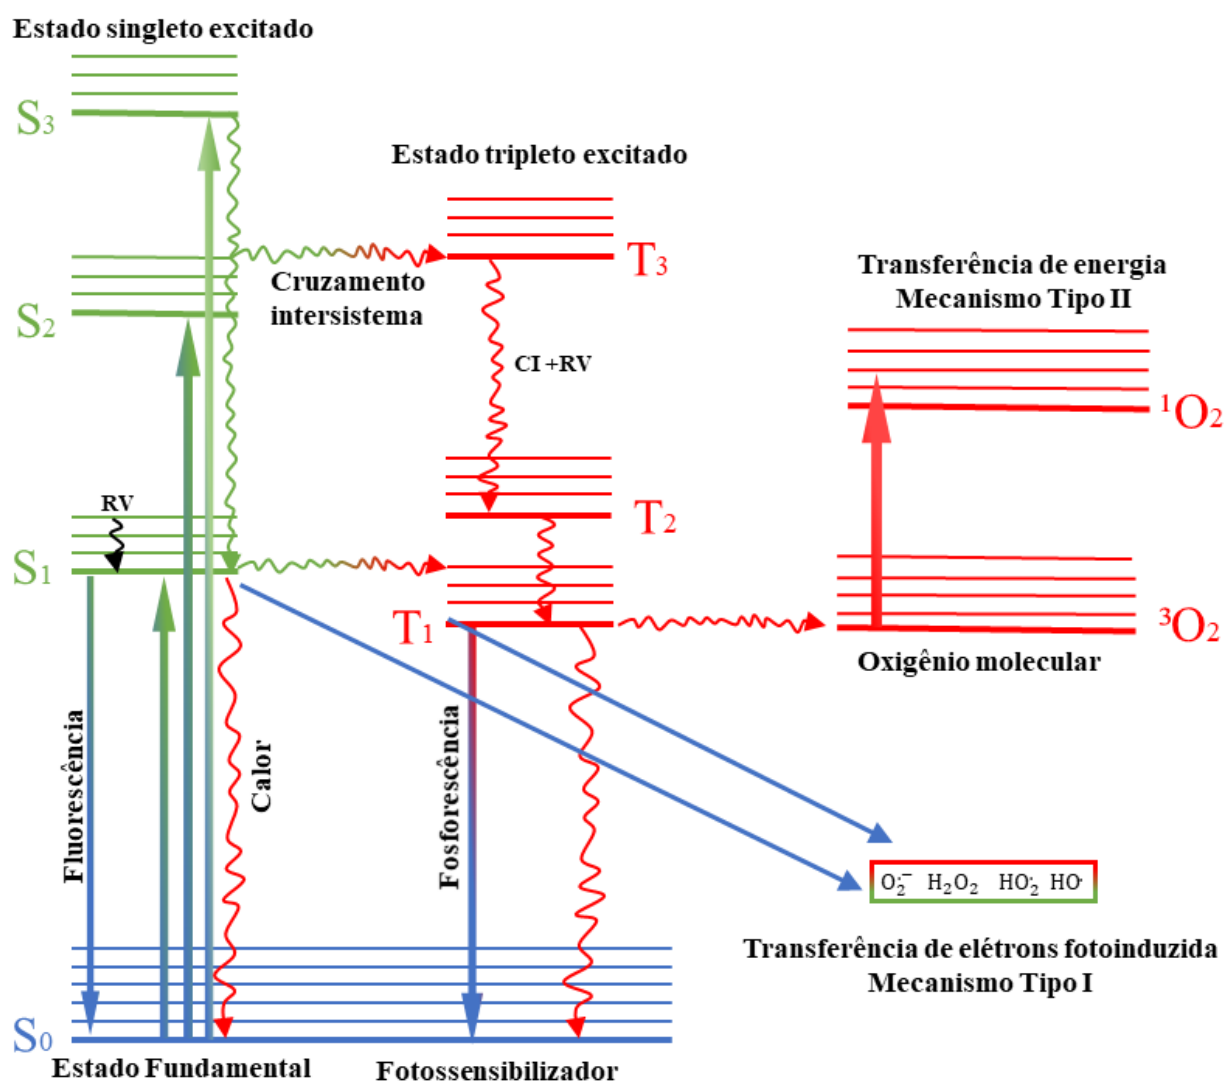 Estado singleto excitado
S3
Estado tripleto excitado
T3
Cruzamento
intersistema
S2
Transferência de energia
Mecanismo Tipo II
CI +RV
¹O2
RV
T2
S1
T1
³O2
Oxigênio molecular
Fluorescência
Calor
Fosforescência
O₂·⁻ H₂O₂ HO₂· HO·
Transferência de elétrons fotoinduzida
Mecanismo Tipo I
S0
Estado Fundamental
Fotossensibilizador